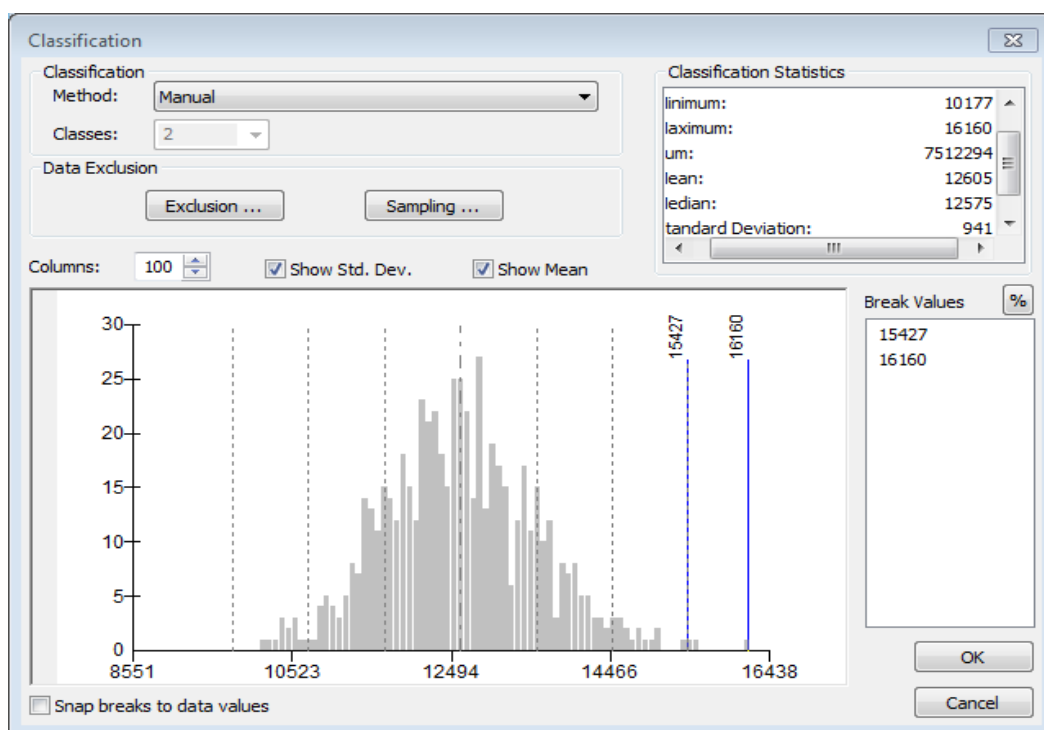 Classification
Classification
Method: Manual
Classes: 2
Data Exclusion
Exclusion ...
Sampling ...
Classification Statistics
linimum: 10177
laximum: 16160
um: 7512294
lean: 12605
ledian: 12575
tandard Deviation: 941
Columns: 100 Show Std. Dev. Show Mean
Break Values %
15427
16160
30
25
20
15
10
5
0
8551 10523 12494 14466 16438
15427
16160
Snap breaks to data values
OK
Cancel